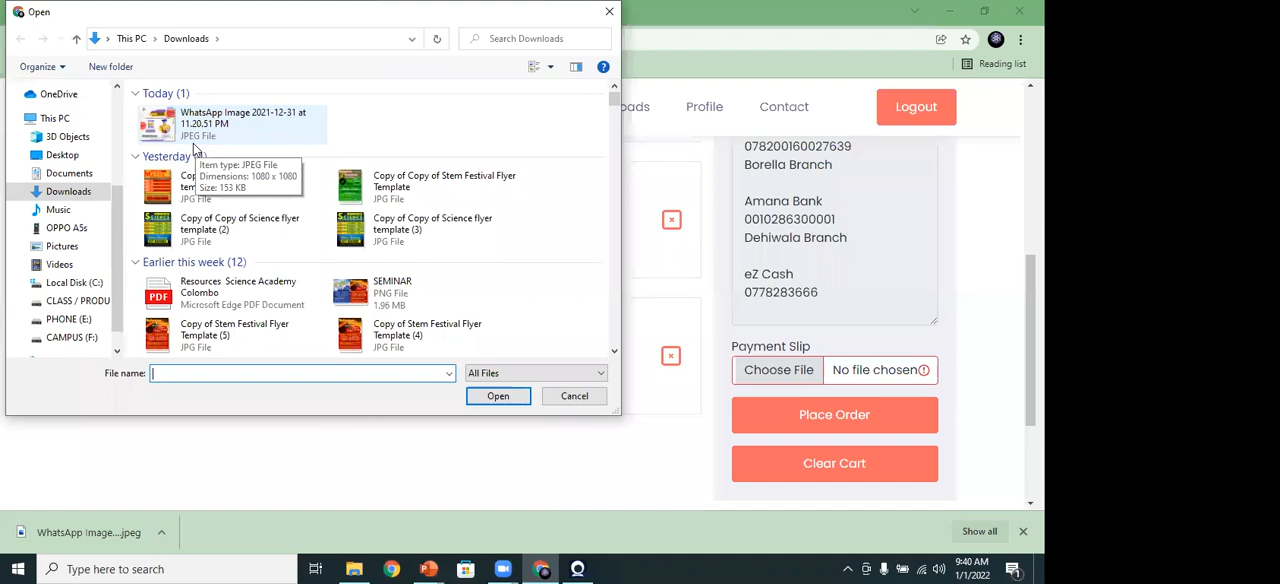 Open
This PC
Downloads
Search Downloads
Organize
New folder
Reading list
OneDrive
This PC
3D Objects
Desktop
Documents
Downloads
Music
OPPO A5s
Pictures
Videos
Local Disk (C:)
CLASS / PRODU
PHONE (E:)
CAMPUS (F:)
Today (1)
WhatsApp Image 2021-12-31 at
11.20.51 PM
JPEG File
Yesterday
Item type: JPEG File
Dimensions: 1080 x 1080
Size: 153 KB
JPG File
Copy of Copy of Stem Festival Flyer
Template
JPG File
Copy of Copy of Science flyer
template (2)
JPG File
Copy of Copy of Science flyer
template (3)
JPG File
Earlier this week (12)
Resources Science Academy
Colombo
Microsoft Edge PDF Document
PDF
SEMINAR
PNG File
1.96 MB
Copy of Stem Festival Flyer
Template (5)
JPG File
Copy of Stem Festival Flyer
Template (4)
JPG File
File name:
All Files
Open
Cancel
Profile
Contact
Logout
078200160027639
Borella Branch
Amana Bank
0010286300001
Dehiwala Branch
eZ Cash
0778283666
Payment Slip
Choose File
No file chosen
Place Order
Clear Cart
WhatsApp Image....jpeg
Show all
Type here to search
9:40 AM
1/1/2022